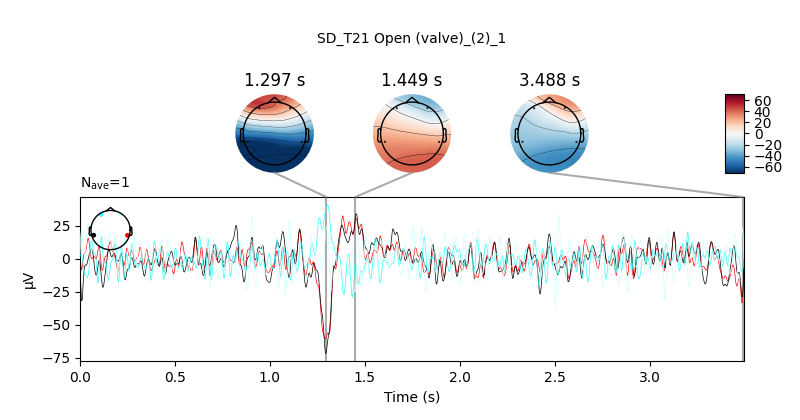 SD_T21 Open (valve)_(2)_1
1.297 s 1.449 s 3.488 s
60
40
20
0
−20
−40
−60
Nave=1
25
0
−25
−50
−75
μV
0.0 0.5 1.0 1.5 2.0 2.5 3.0
Time (s)